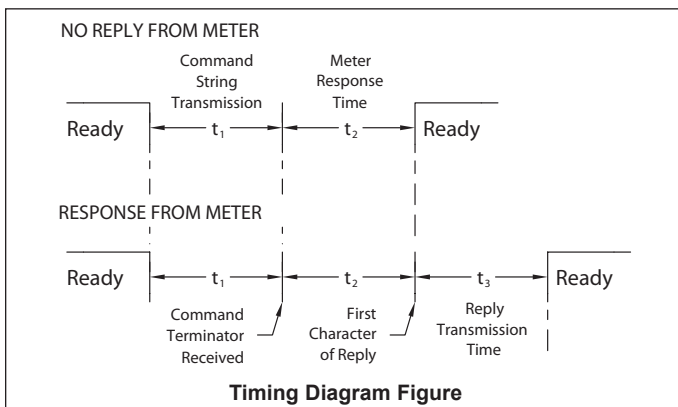 NO REPLY FROM METER
Command
String
Transmission
Meter
Response
Time
Ready
t₁
t₂
Ready
RESPONSE FROM METER
Ready
t₁
t₂
t₃
Ready
Command
Terminator
Received
First
Character
of Reply
Reply
Transmission
Time
Timing Diagram Figure